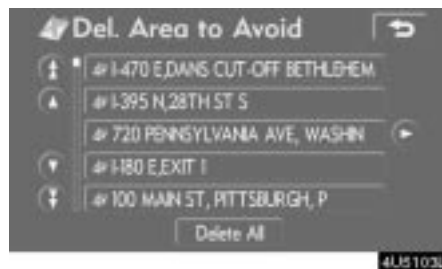 Del. Area to Avoid
I-470 E,DANS CUT-OFF BETHLEHEM
I-395 N,28TH ST S
720 PENNSYLVANIA AVE, WASHIN
I-180 E,EXIT 1
100 MAIN ST, PITTSBURGH, P
Delete All
4U5103